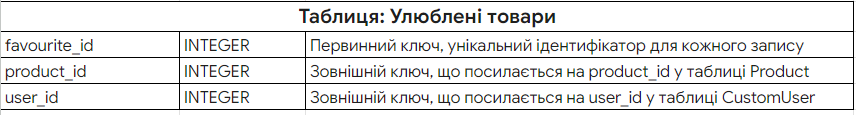 Таблиця: Улюблені товари
favourite_id INTEGER Первинний ключ, унікальний ідентифікатор для кожного запису
product_id INTEGER Зовнішній ключ, що посилається на product_id у таблиці Product
user_id INTEGER Зовнішній ключ, що посилається на user_id у таблиці CustomUser